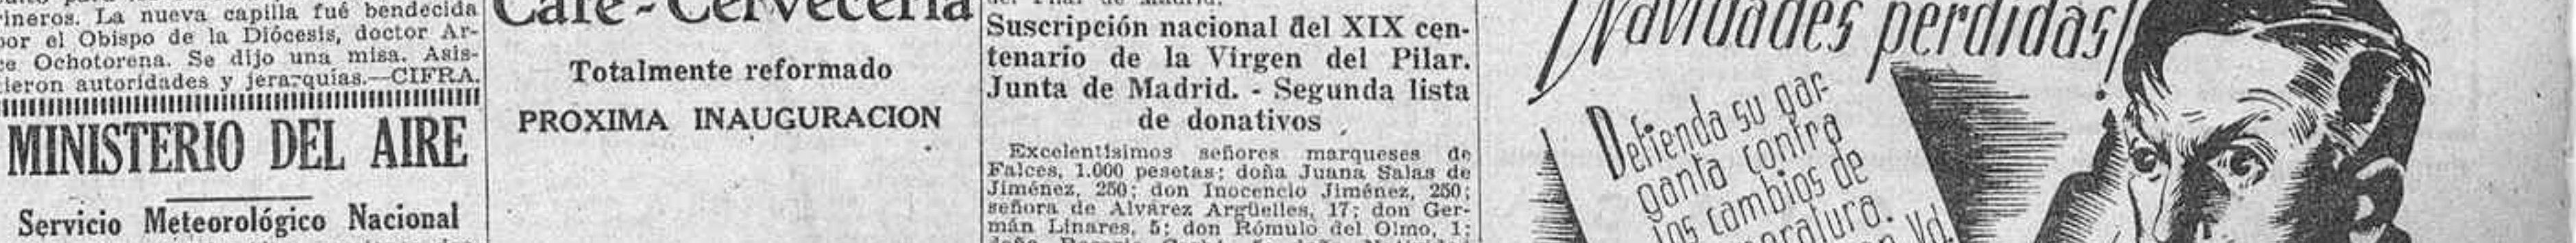 rineros. La nueva capilla fué bendecida
por el Obispo de la Diócesis, doctor Ar-
ce Ochotorena. Se dijo una misa. Asis-
tieron autoridades y jerarquías.—CIFRA.
MINISTERIO DEL AIRE
Servicio Meteorológico Nacional
Café - Cervecería
Totalmente reformado
PROXIMA INAUGURACION
Suscripción nacional del XIX cen-
tenario de la Virgen del Pilar.
Junta de Madrid. - Segunda lista
de donativos
Excelentísimos señores marqueses de
Falces, 1.000 pesetas; doña Juana Salas de
Jiménez, 250; don Inocencio Jiménez, 250;
señora de Alvarez Argüelles, 17; don Ger-
mán Linares, 5; don Rómulo del Olmo, 1;
¡Navidades perdidas!
Defienda su gar-
ganta contra
los cambios de
Vd.